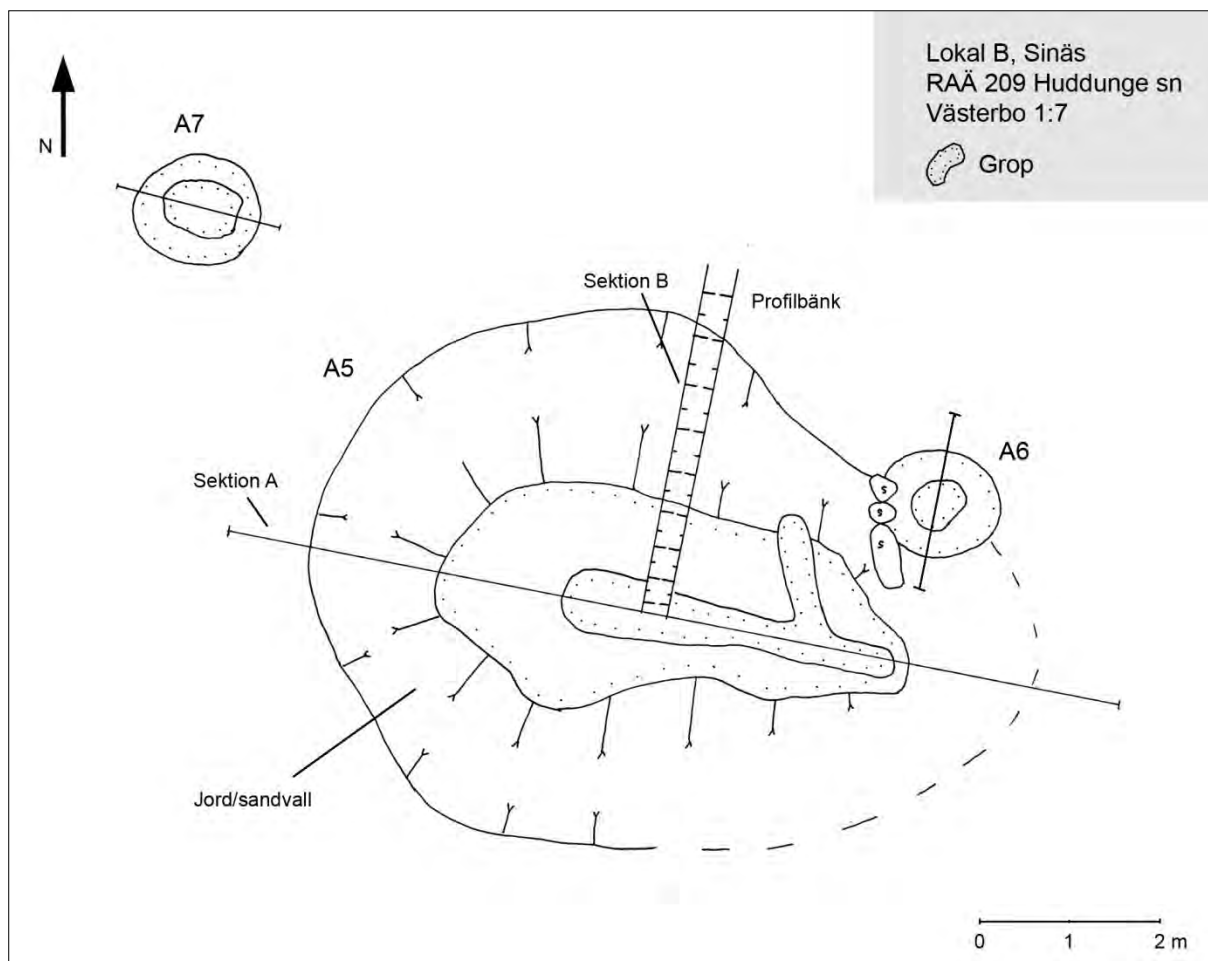 Lokal B, Sinäs
RAÄ 209 Huddunge sn
Västerbo 1:7
Grop
N
A7
Sektion B
Profilbänk
A5
A6
Sektion A
s
s
s
Jord/sandvall
0 1 2 m